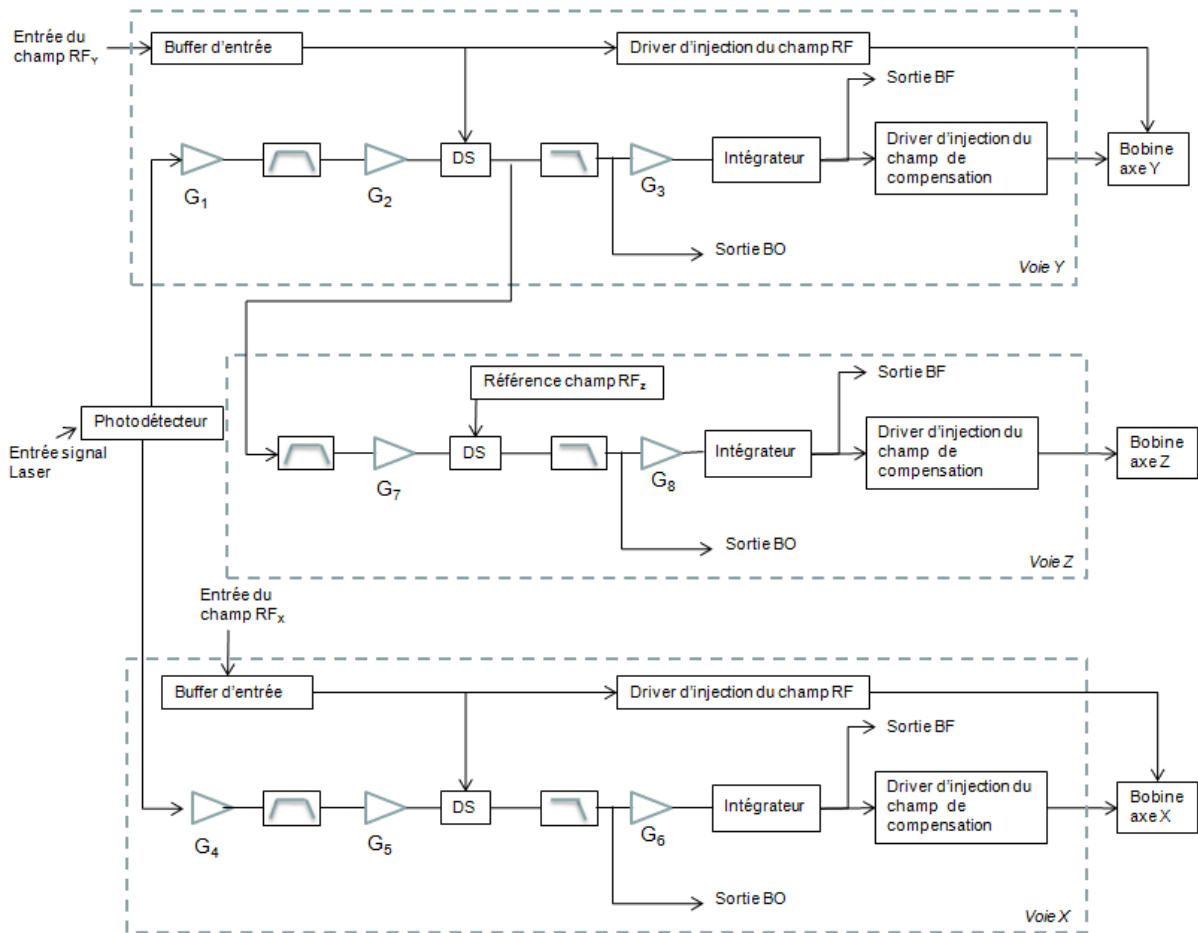 Entrée du
champ RFY
Buffer d'entrée
Driver d'injection du champ RF
Sortie BF
G1
G2
DS
G3
Intégrateur
Driver d'injection du
champ de
compensation
Bobine
axe Y
Sortie BO
Voie Y
Photodétecteur
Entrée signal
Laser
Référence champ RFz
Sortie BF
G7
DS
G8
Intégrateur
Driver d'injection du
champ de
compensation
Bobine
axe Z
Sortie BO
Voie Z
Entrée du
champ RFX
Buffer d'entrée
Driver d'injection du champ RF
Sortie BF
G4
G5
DS
G6
Intégrateur
Driver d'injection du
champ de
compensation
Bobine
axe X
Sortie BO
Voie X